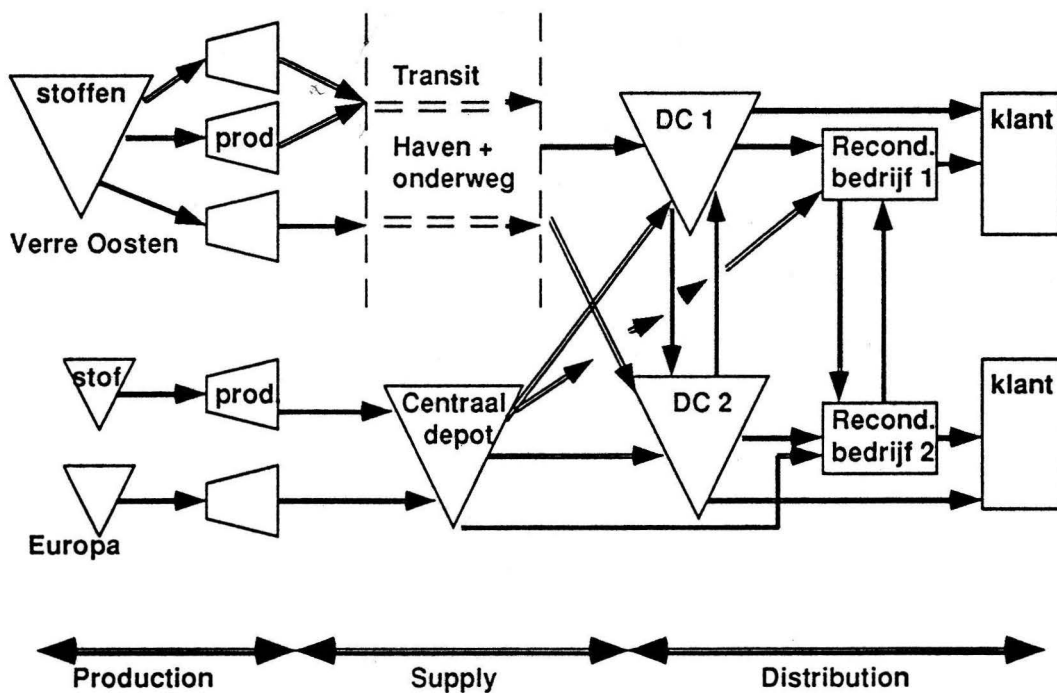 stoffen
prod
Verre Oosten
Transit
Haven +
onderweg
DC 1
Recond.
bedrijf 1
klant
stof
prod
Europa
Centraal
depot
DC 2
Recond.
bedrijf 2
klant
Production
Supply
Distribution